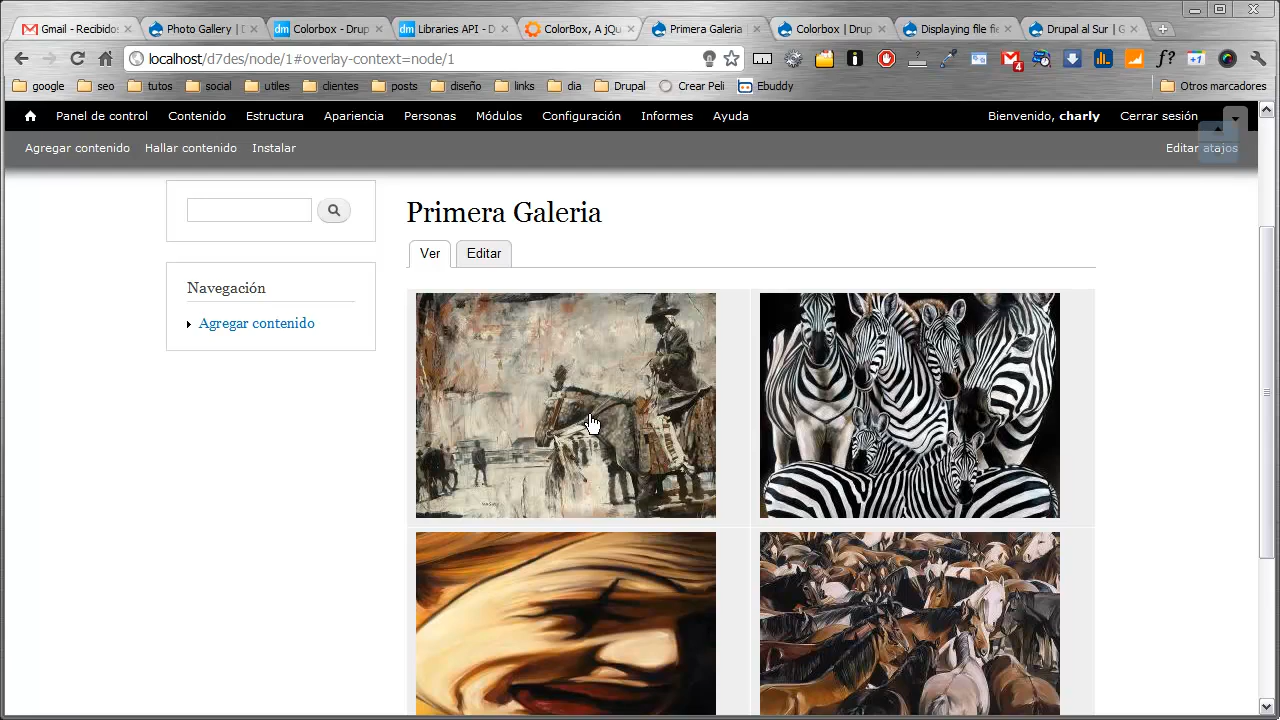 Gmail - Recibidos
Photo Gallery | D
Colorbox - Drup
Libraries API - D
ColorBox, A jQu
Primera Galeria
Colorbox | Drup
Displaying file fi
Drupal al Sur | G
localhost/d7des/node/1#overlay-context=node/1
4
f?
+1
google
seo
tutos
social
utiles
clientes
posts
diseño
links
dia
Drupal
Crear Peli
Ebuddy
Otros marcadores
Panel de control
Contenido
Estructura
Apariencia
Personas
Módulos
Configuración
Informes
Ayuda
Bienvenido, charly
Cerrar sesión
Agregar contenido
Hallar contenido
Instalar
Editar atajos
Primera Galeria
Ver
Editar
Navegación
Agregar contenido